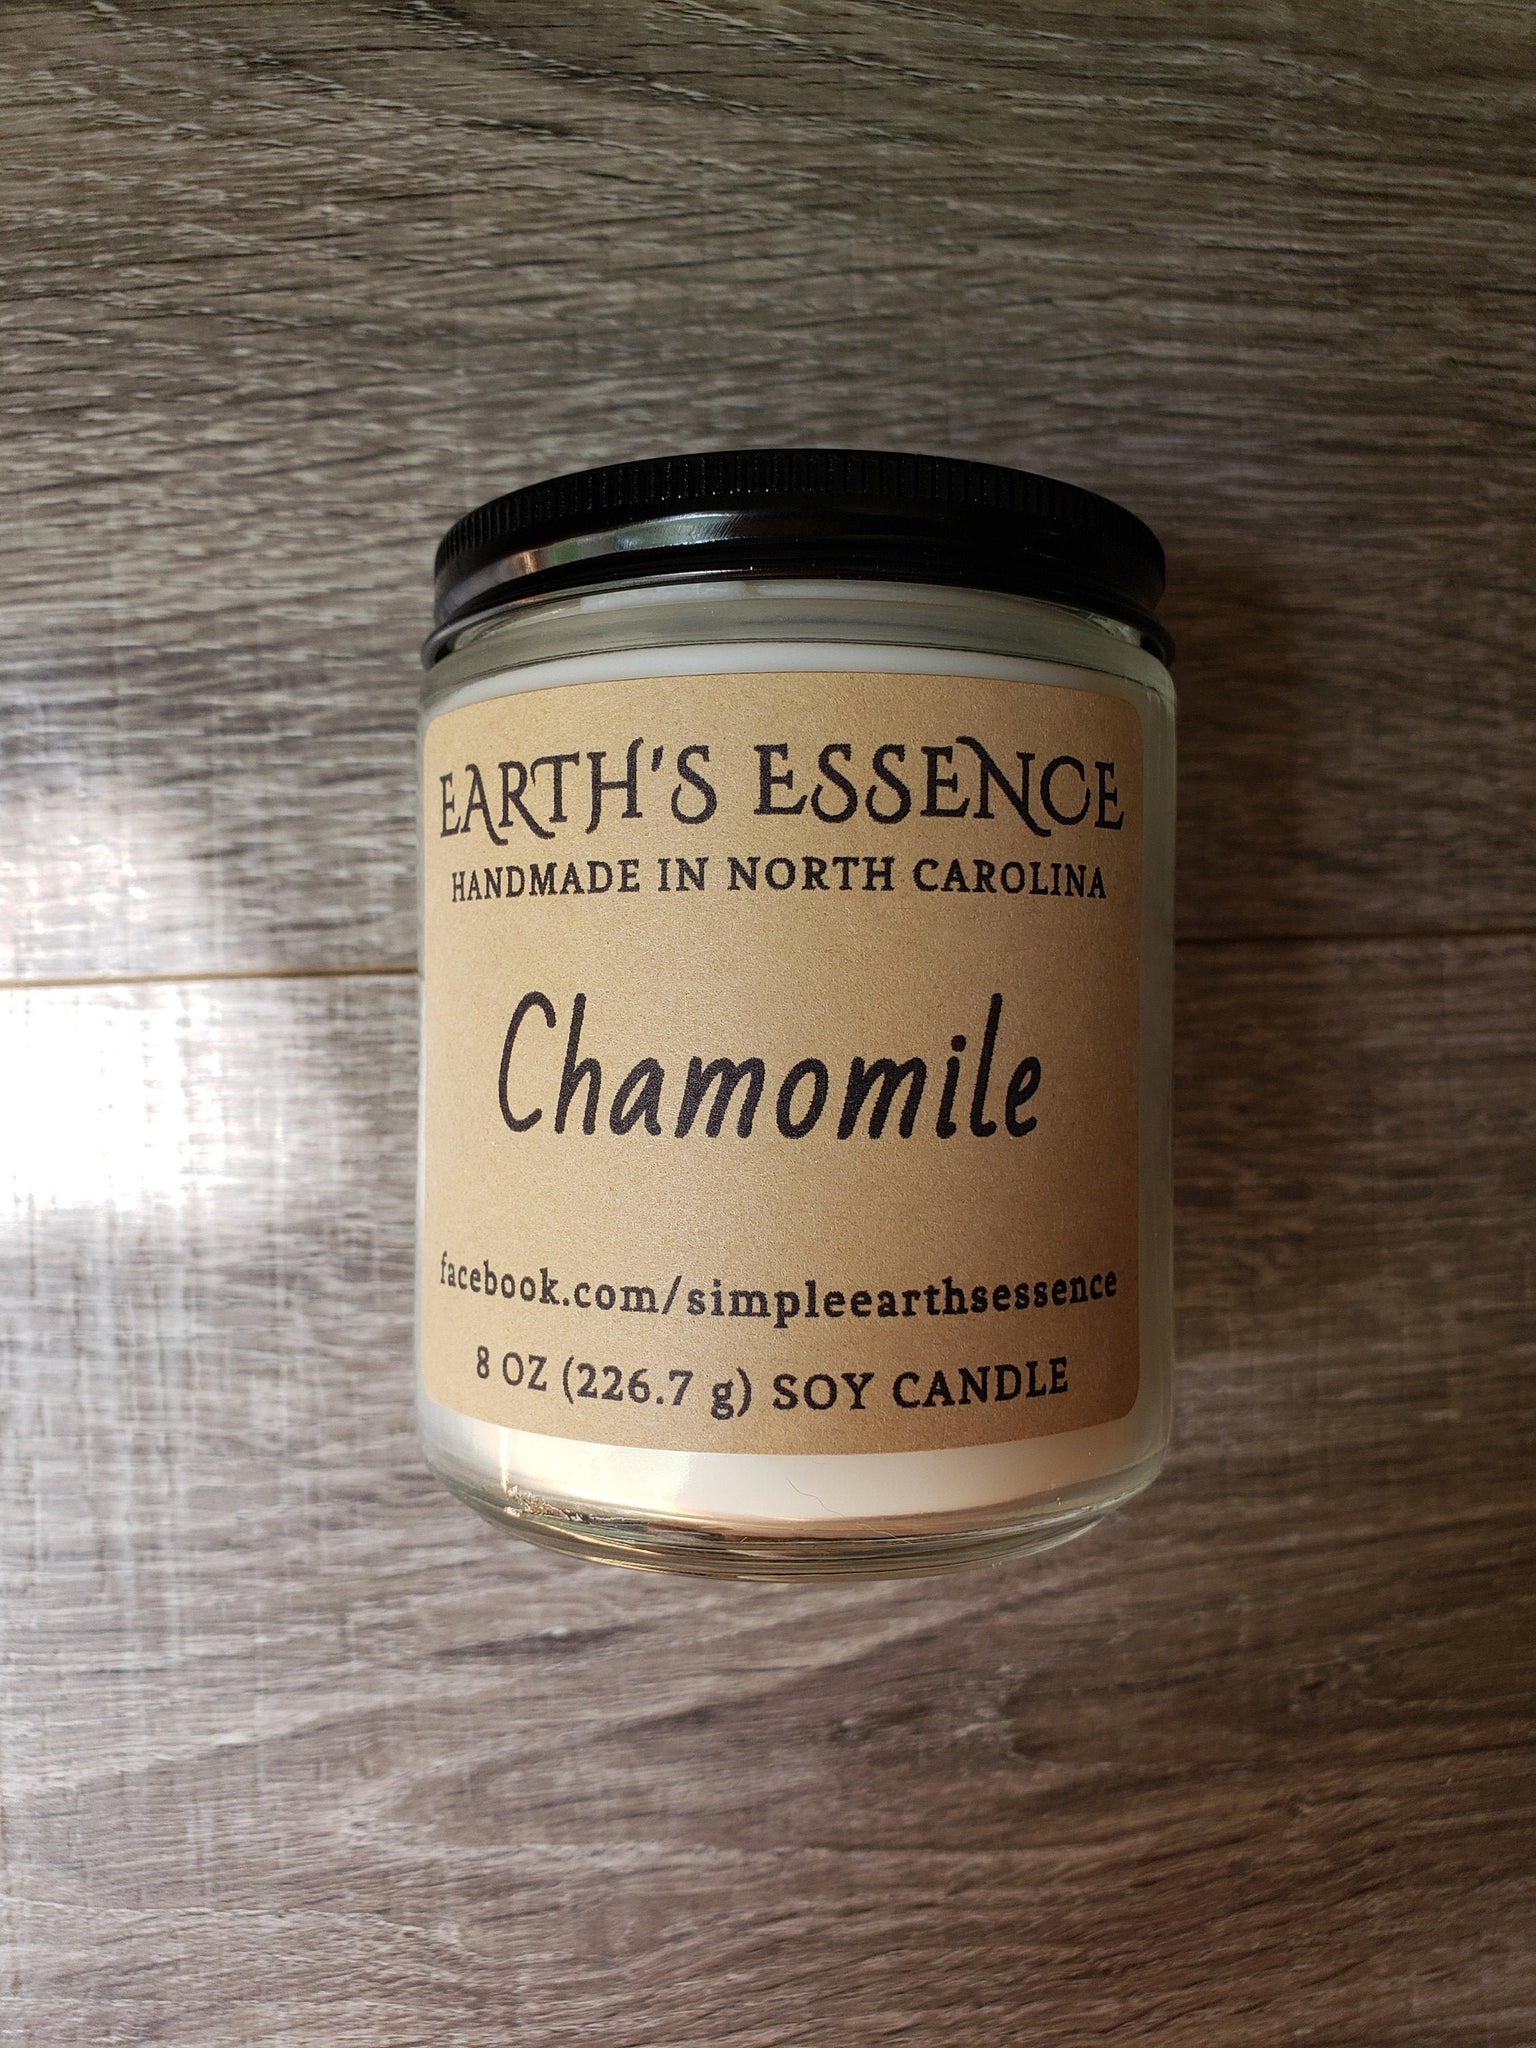 EARTH'S ESSENCE
HANDMADE IN NORTH CAROLINA
Chamomile
facebook.com/simpleearthsessence
8 OZ (226.7 g) SOY CANDLE